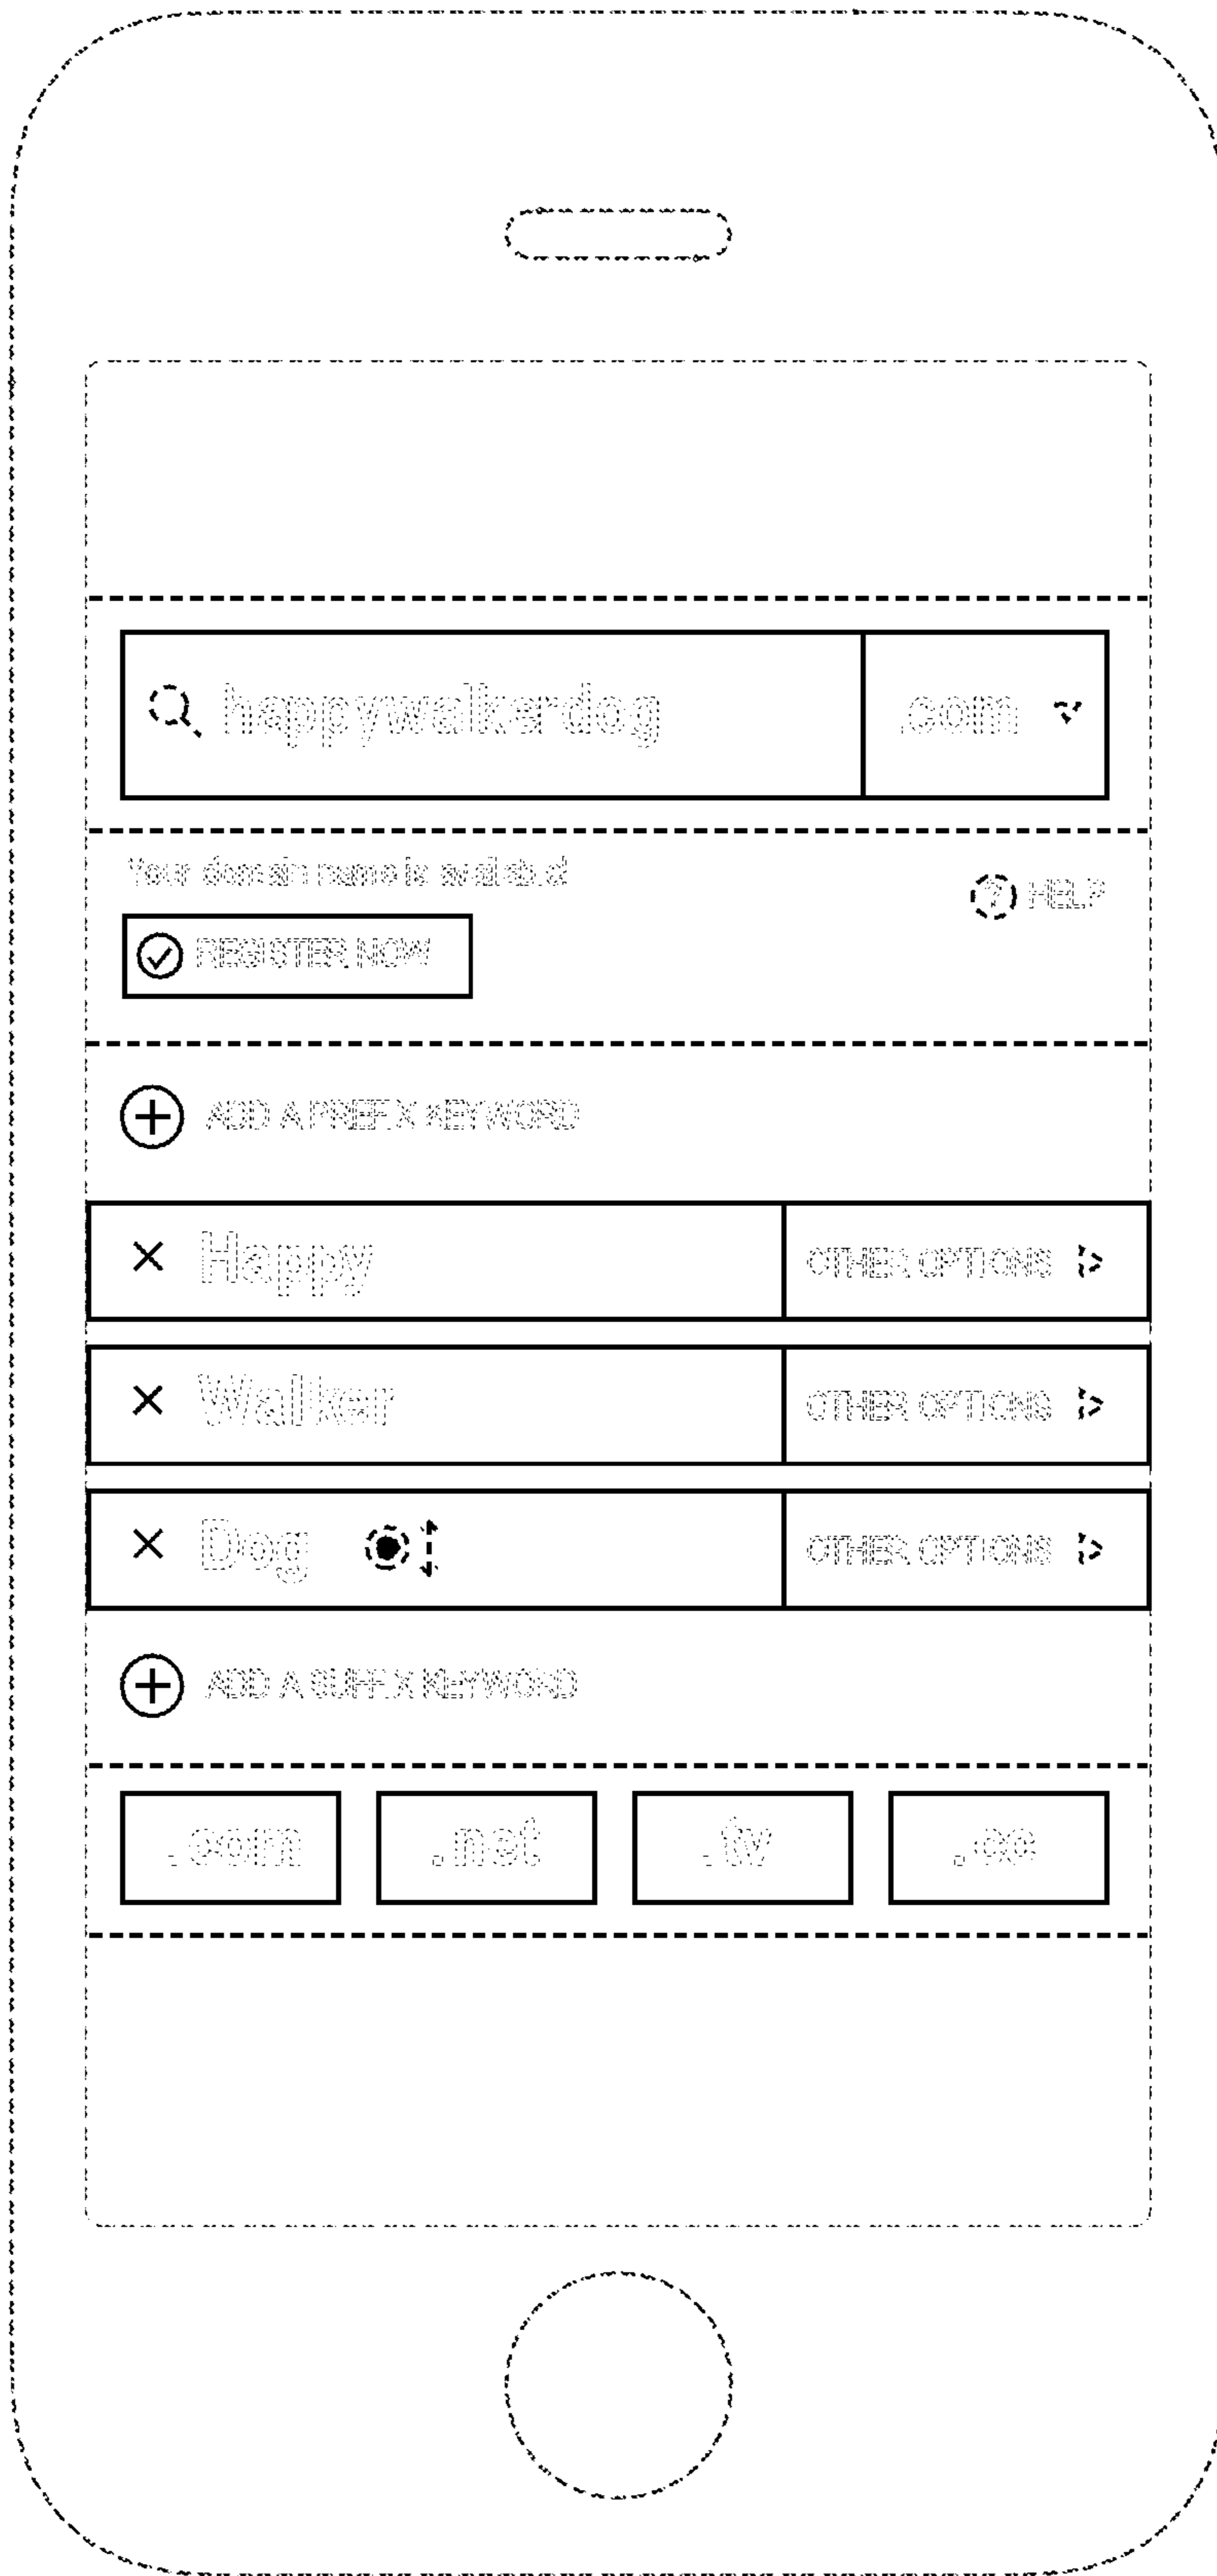 happywalkerdog .com
Your domain name is available!
? HELP
REGISTER NOW
ADD A PREFIX KEYWORD
Happy OTHER OPTIONS
Walker OTHER OPTIONS
Dog OTHER OPTIONS
ADD A SUFFIX KEYWORD
.com .net .tv .cc